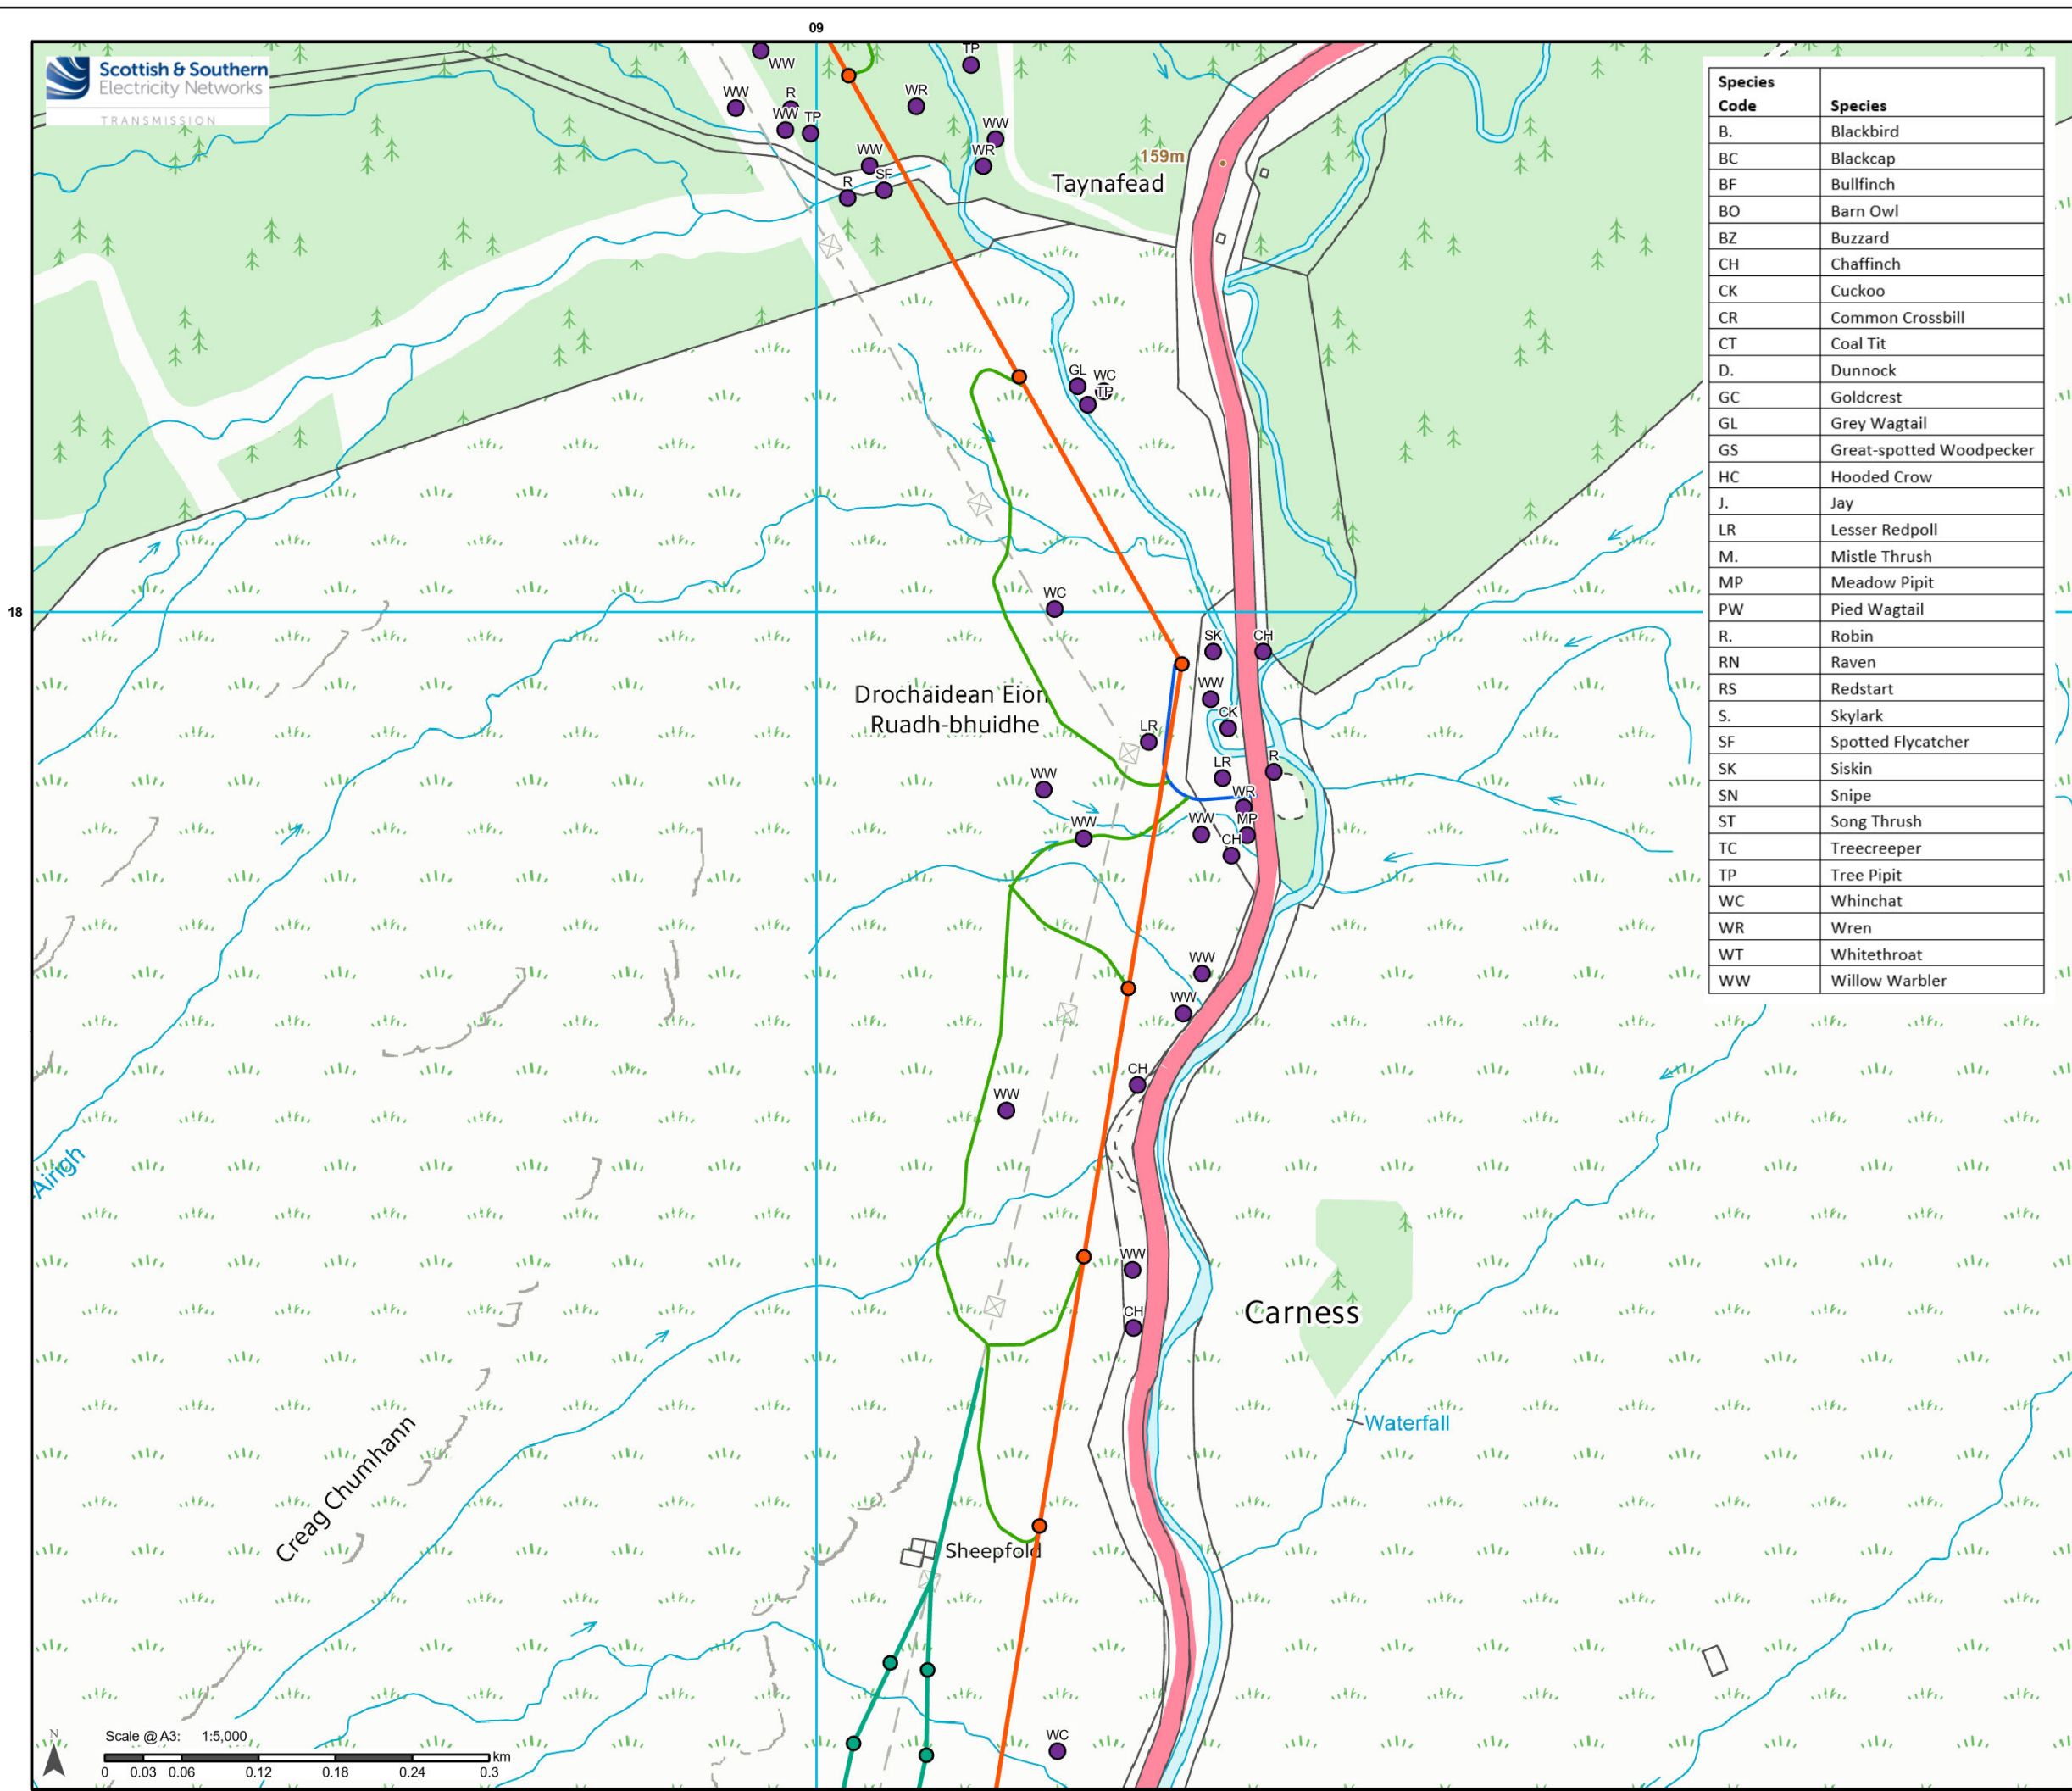 09
Scottish & Southern
Electricity Networks
TRANSMISSION
WW
TP
WW
R
WR
WW
TP
WW
WW
WR
SF
R
159m
Taynafead
GL
WC
TP
18
WC
SK
CH
Drochaidean Eion
Ruadh-bhuidhe
WW
CK
LR
LR
R
WW
WR
WW
WW
MP
CH
WW
WW
CH
WW
Airigh
WW
CH
Carness
Waterfall
Creag Chumhann
Sheepfold
WC
N
Scale @A3: 1:5,000
km
0 0.03 0.06 0.12 0.18 0.24 0.3
Species
Code Species
B. Blackbird
BC Blackcap
BF Bullfinch
BO Barn Owl
BZ Buzzard
CH Chaffinch
CK Cuckoo
CR Common Crossbill
CT Coal Tit
D. Dunnock
GC Goldcrest
GL Grey Wagtail
GS Great-spotted Woodpecker
HC Hooded Crow
J. Jay
LR Lesser Redpoll
M. Mistle Thrush
MP Meadow Pipit
PW Pied Wagtail
R. Robin
RN Raven
RS Redstart
S. Skylark
SF Spotted Flycatcher
SK Siskin
SN Snipe
ST Song Thrush
TC Treecreeper
TP Tree Pipit
WC Whinchat
WR Wren
WT Whitethroat
WW Willow Warbler